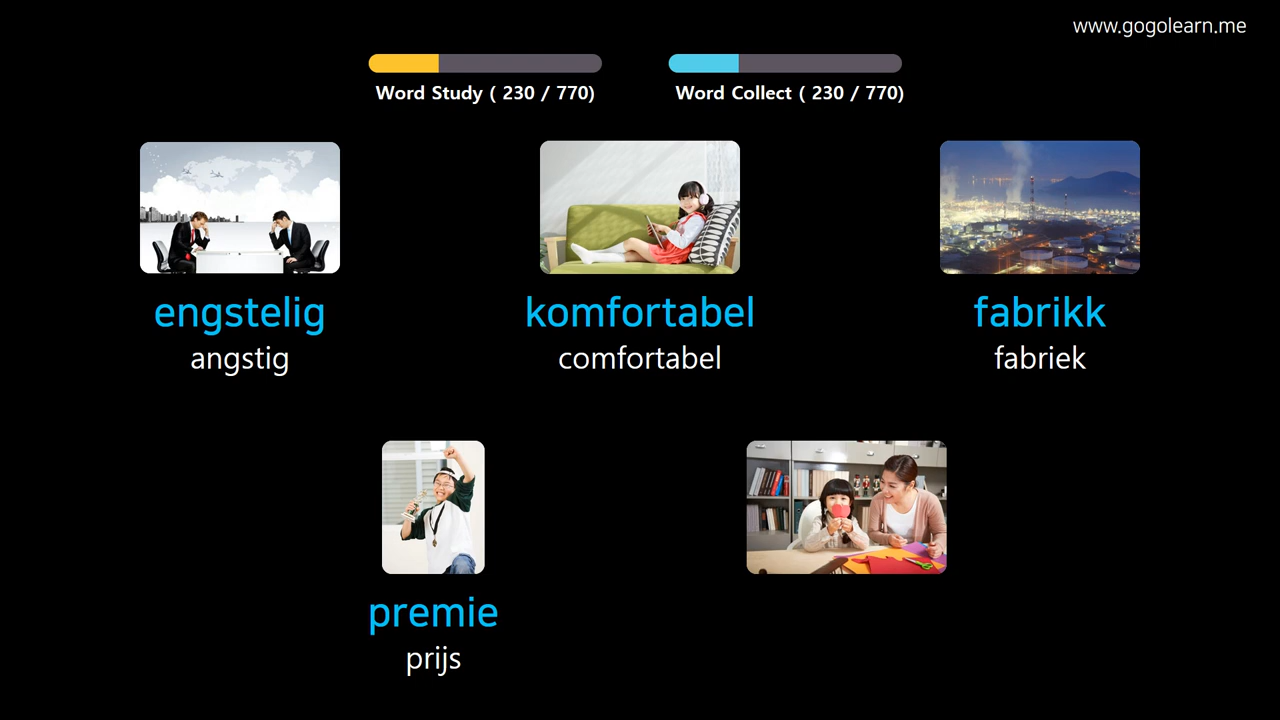 www.gogolearn.me
Word Study ( 230 / 770)
Word Collect ( 230 / 770)
engstelig
angstig
komfortabel
comfortabel
fabrikk
fabriek
premie
prijs